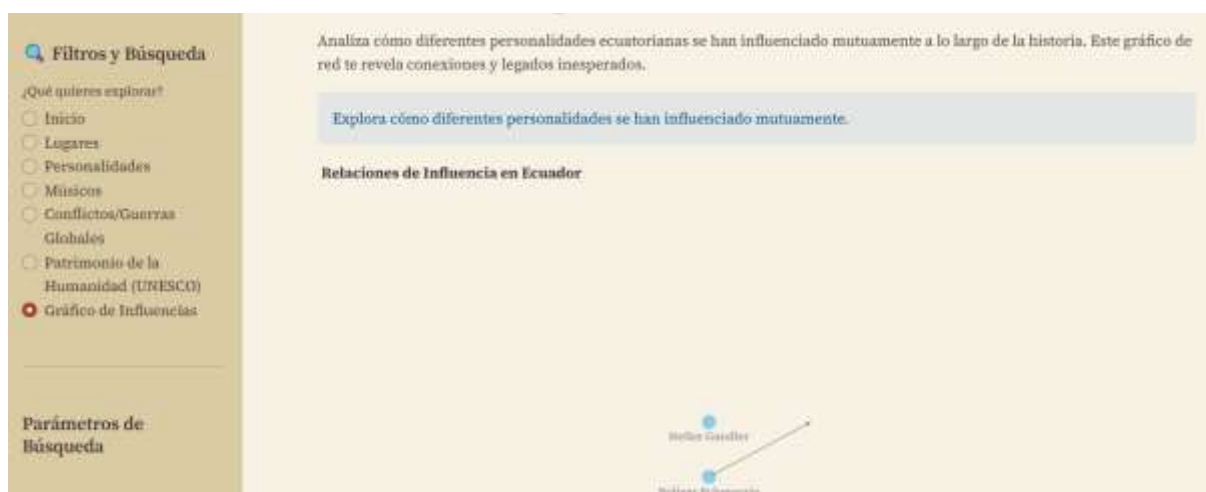 Filtros y Búsqueda
¿Qué quieres explorar?
Inicio
Lugares
Personalidades
Músicos
Conflictos/Guerras
Globales
Patrimonio de la
Humanidad (UNESCO)
Gráfico de Influencias
Parámetros de
Búsqueda
Analiza cómo diferentes personalidades ecuatorianas se han influenciado mutuamente a lo largo de la historia. Este gráfico de
red te revela conexiones y legados inesperados.
Explora cómo diferentes personalidades se han influenciado mutuamente.
Relaciones de Influencia en Ecuador